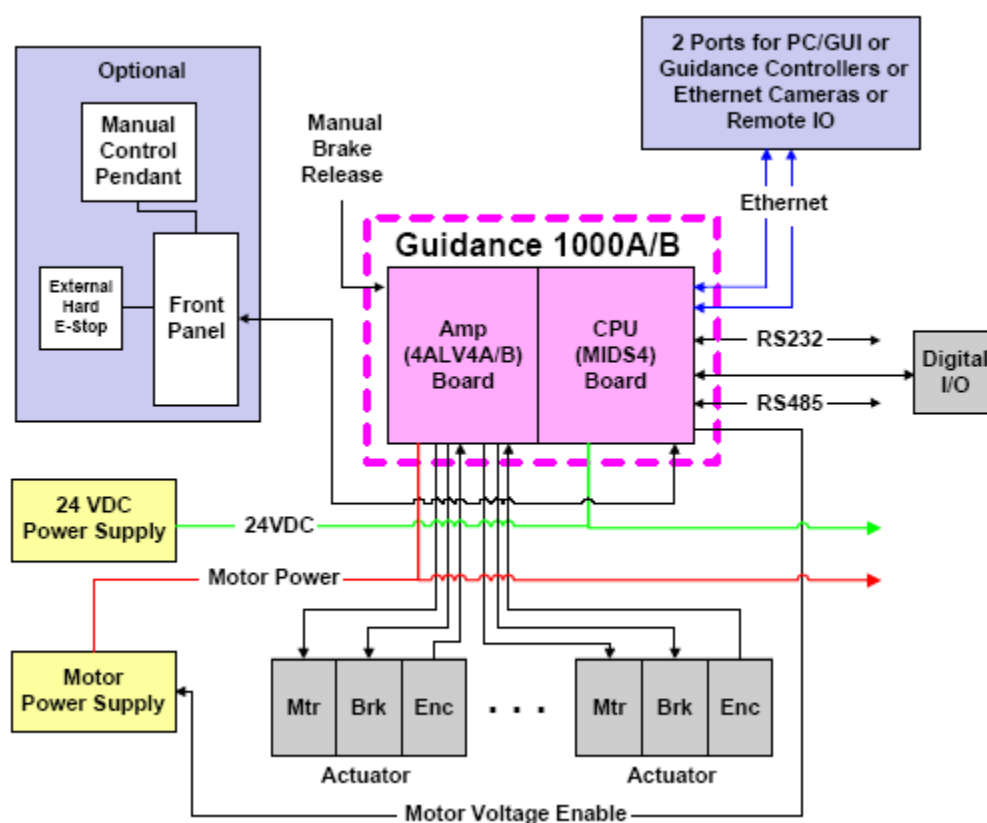 Optional
Manual
Control
Pendant
External
Hard
E-Stop
Front
Panel
Manual
Brake
Release
2 Ports for PC/GUI or
Guidance Controllers or
Ethernet Cameras or
Remote IO
Ethernet
Guidance 1000A/B
Amp
(4ALV4A/B)
Board
CPU
(MIDS4)
Board
RS232
RS485
Digital
I/O
24 VDC
Power Supply
24VDC
Motor Power
Motor
Power Supply
Mtr Brk Enc
Actuator
. . .
Mtr Brk Enc
Actuator
Motor Voltage Enable